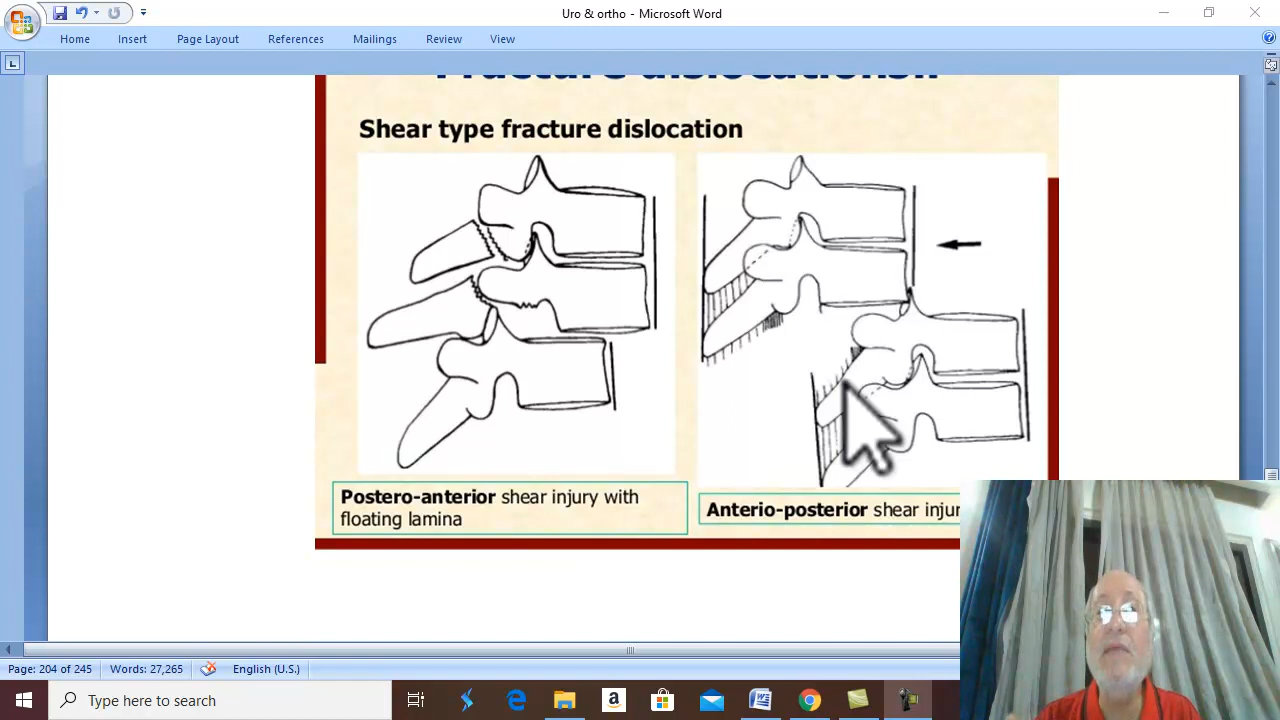 Uro & ortho - Microsoft Word
Home Insert Page Layout References Mailings Review View
Fracture dislocations..
Shear type fracture dislocation
Postero-anterior shear injury with
floating lamina
Anterio-posterior shear injur
Page: 204 of 245 Words: 27,265 English (U.S.)
Type here to search